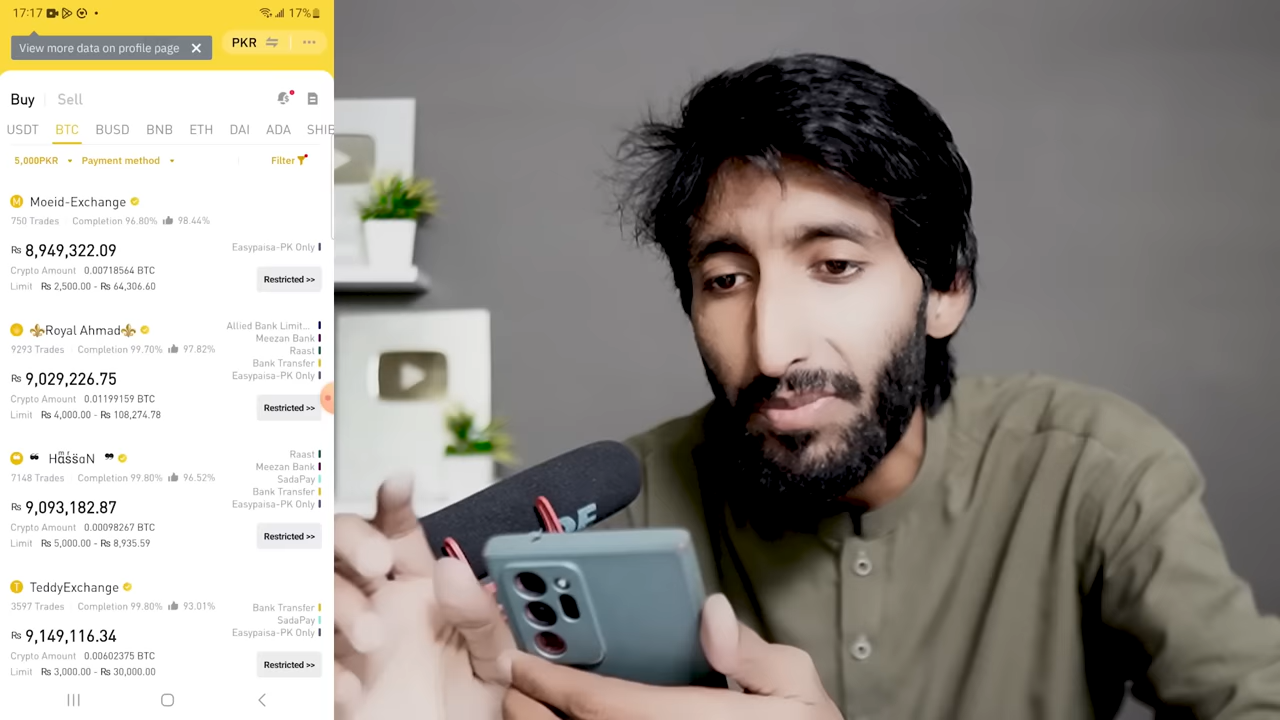 17:17 17%
View more data on profile page
PKR
Buy Sell
USDT BTC BUSD BNB ETH DAI ADA SHIB
5,000PKR Payment method Filter
M Moeid-Exchange
750 Trades Completion 96.80% 98.44%
Rs 8,949,322.09 Easypaisa-PK Only
Crypto Amount 0.00718564 BTC
Restricted >>
Limit Rs 2,500.00 - Rs 64,306.60
⚜Royal Ahmad⚜ Allied Bank Limit...
Meezan Bank
9293 Trades Completion 99.70% 97.82% Raast
Bank Transfer
Rs 9,029,226.75 Easypaisa-PK Only
Crypto Amount 0.01199159 BTC
Restricted >>
Limit Rs 4,000.00 - Rs 108,274.78
Raast
Meezan Bank
7148 Trades Completion 99.80% 96.52% SadaPay
Bank Transfer
Rs 9,093,182.87 Easypaisa-PK Only
Crypto Amount 0.00098267 BTC
Restricted >>
Limit Rs 5,000.00 - Rs 8,935.59
T TeddyExchange
3597 Trades Completion 99.80% 93.01% Bank Transfer
SadaPay
Rs 9,149,116.34 Easypaisa-PK Only
Crypto Amount 0.00602375 BTC
Restricted >>
Limit Rs 3,000.00 - Rs 30,000.00